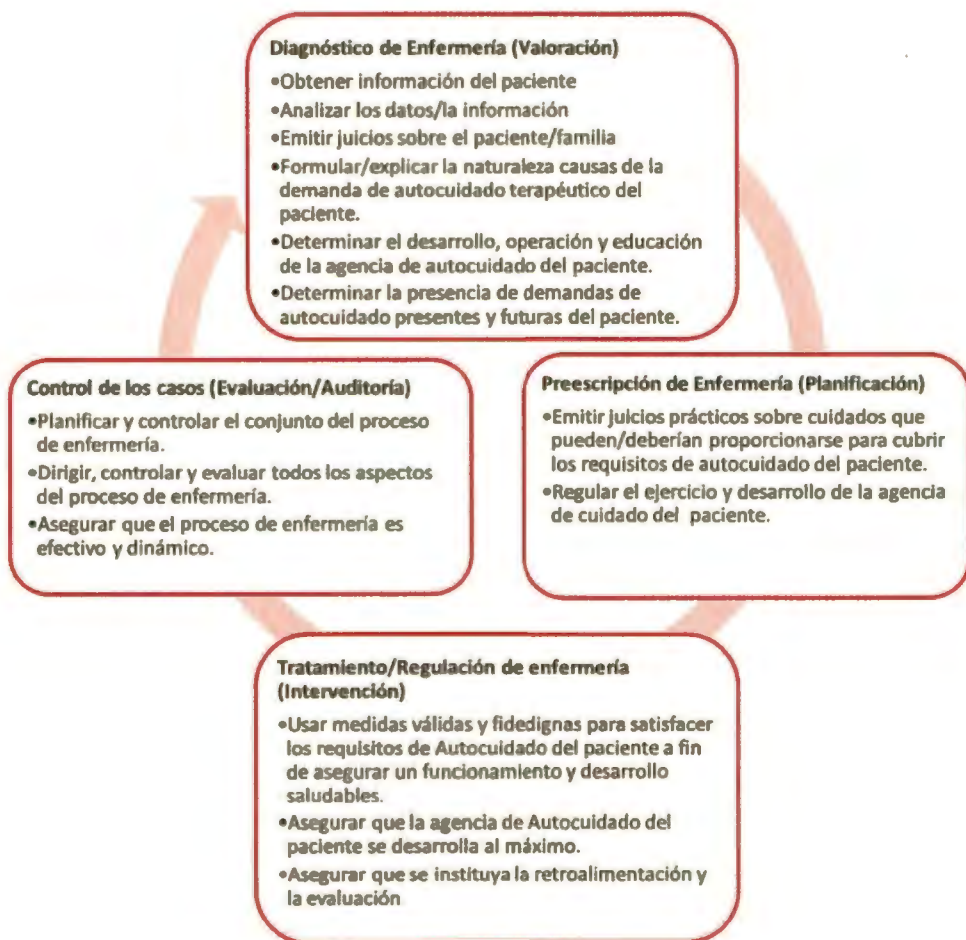 Diagnóstico de Enfermería (Valoración)
•Obtener información del paciente
•Analizar los datos/la información
•Emitir juicios sobre el paciente/familia
•Formular/explicar la naturaleza causas de la
demanda de autocuidado terapéutico del
paciente.
•Determinar el desarrollo, operación y educación
de la agencia de autocuidado del paciente.
•Determinar la presencia de demandas de
autocuidado presentes y futuras del paciente.
Preescripción de Enfermería (Planificación)
•Emitir juicios prácticos sobre cuidados que
pueden/deberían proporcionarse para cubrir
los requisitos de autocuidado del paciente.
•Regular el ejercicio y desarrollo de la agencia
de cuidado del paciente.
Tratamiento/Regulación de enfermería
(Intervención)
•Usar medidas válidas y fidedignas para satisfacer
los requisitos de Autocuidado del paciente a fin
de asegurar un funcionamiento y desarrollo
saludables.
•Asegurar que la agencia de Autocuidado del
paciente se desarrolla al máximo.
•Asegurar que se instituya la retroalimentación y
la evaluación
Control de los casos (Evaluación/Auditoría)
•Planificar y controlar el conjunto del proceso
de enfermería.
•Dirigir, controlar y evaluar todos los aspectos
del proceso de enfermería.
•Asegurar que el proceso de enfermería es
efectivo y dinámico.